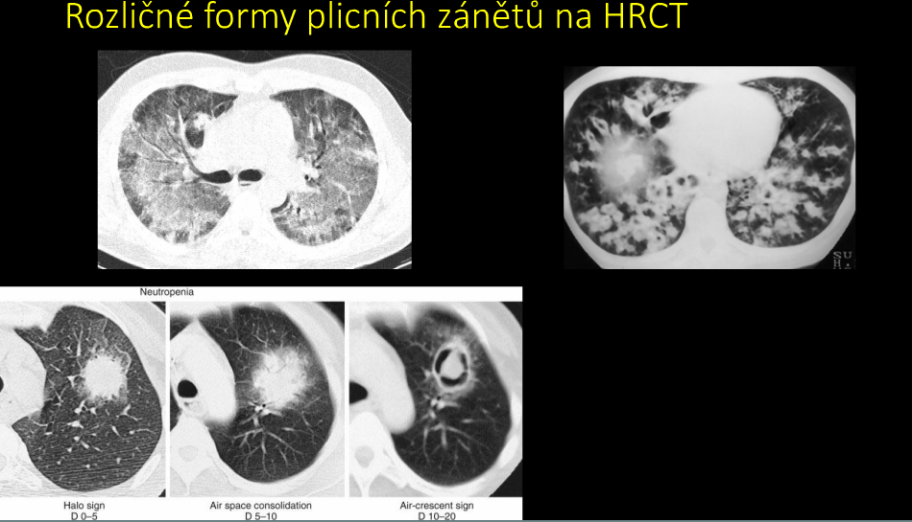 Rozličné formy plicních zánětů na HRCT
Neutropenia
Halo sign
D 0–5
Air space consolidation
D 5–10
Air-crescent sign
D 10–20